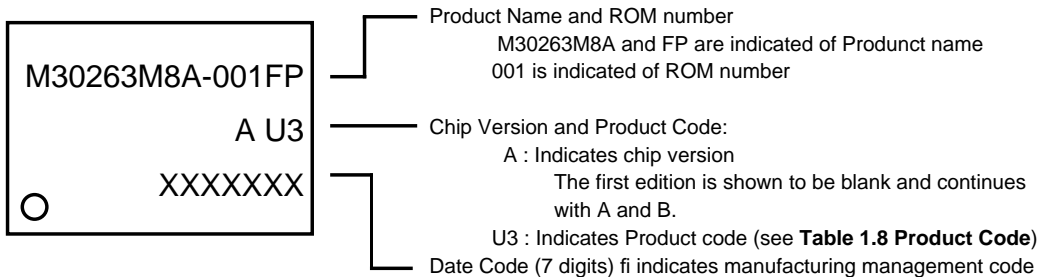 M30263M8A-001FP
A U3
XXXXXXX
Product Name and ROM number
M30263M8A and FP are indicated of Produnct name
001 is indicated of ROM number
Chip Version and Product Code:
A : Indicates chip version
The first edition is shown to be blank and continues
with A and B.
U3 : Indicates Product code (see Table 1.8 Product Code)
Date Code (7 digits) fi indicates manufacturing management code